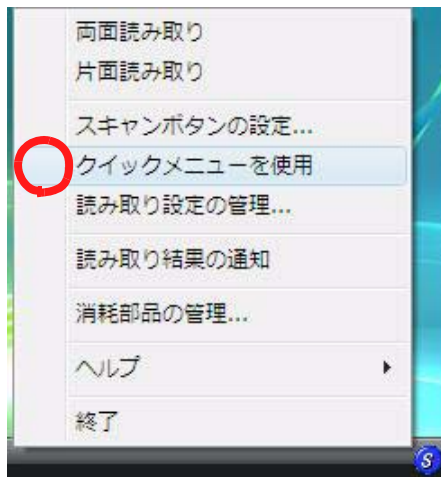 両面読み取り
片面読み取り
スキャンボタンの設定...
クイックメニューを使用
読み取り設定の管理...
読み取り結果の通知
消耗部品の管理...
ヘルプ
終了
S